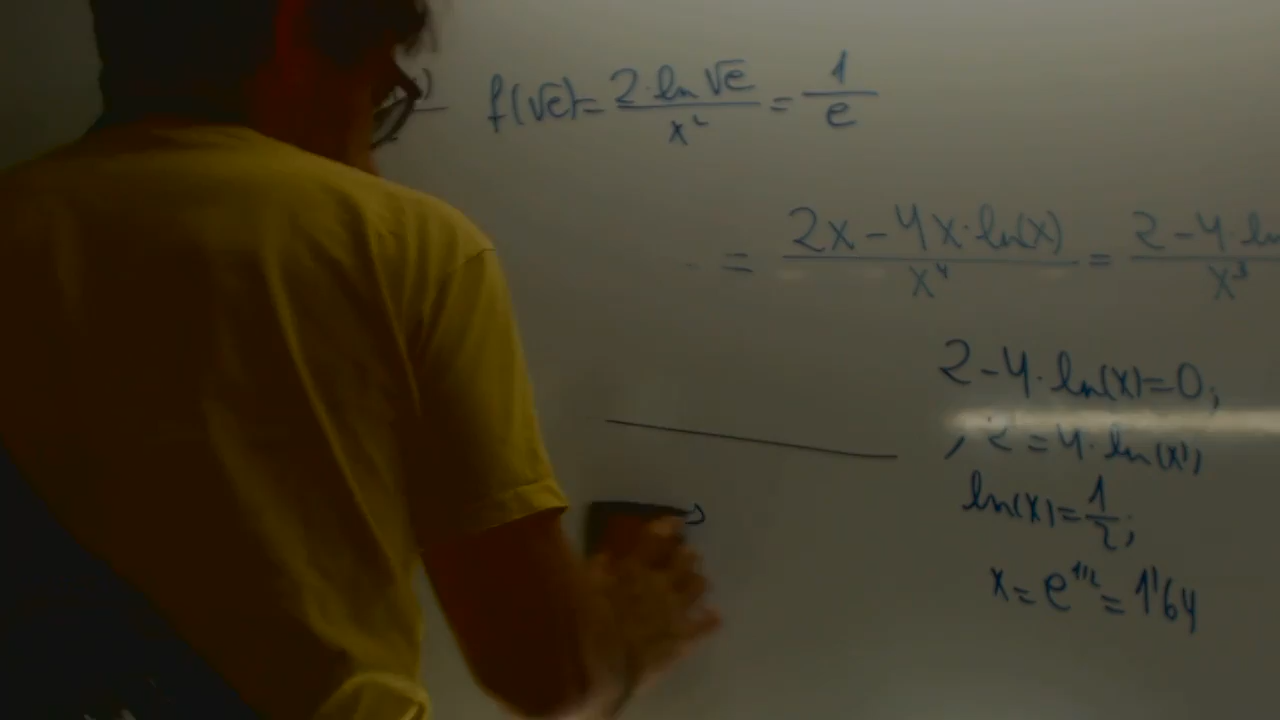 ) f(√e)= 2·ln √e / x² = 1 / e
= 2x-4x·ln(x) / x⁴ = 2-4·ln / x³
2-4·ln(x)=0;
, 2=4·ln(x);
ln(x)= 1/2;
x=e^1/2=1'64